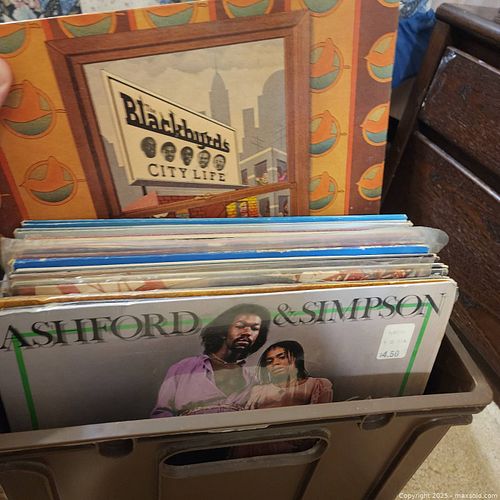 The
Blackbyrds
CITY LIFE
ASHFORD & SIMPSON
$4.50
Copyright 2025 - maxsold.com